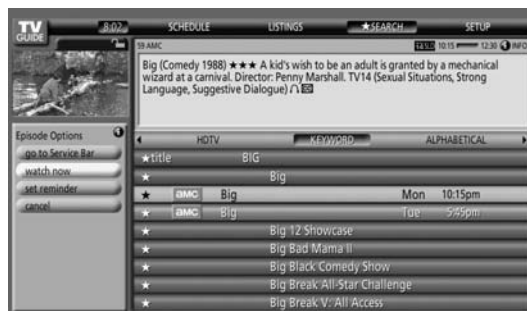 TV GUIDE 8:02 SCHEDULE LISTINGS ★SEARCH SETUP
59 AMC 10:15 12:30 INFO
Big (Comedy 1988) ★★★ A kid's wish to be an adult is granted by a mechanical
wizard at a carnival. Director: Penny Marshall. TV14 (Sexual Situations, Strong
Language, Suggestive Dialogue)
Episode Options
go to Service Bar
watch now
set reminder
cancel
HDTV KEYWORD ALPHABETICAL
★title BIG
★ Big
★ amc Big Mon 10:15pm
★ amc Big Tue 5:45pm
★ Big 12 Showcase
★ Big Bad Mama II
★ Big Black Comedy Show
★ Big Break All-Star Challenge
★ Big Break V: All Access